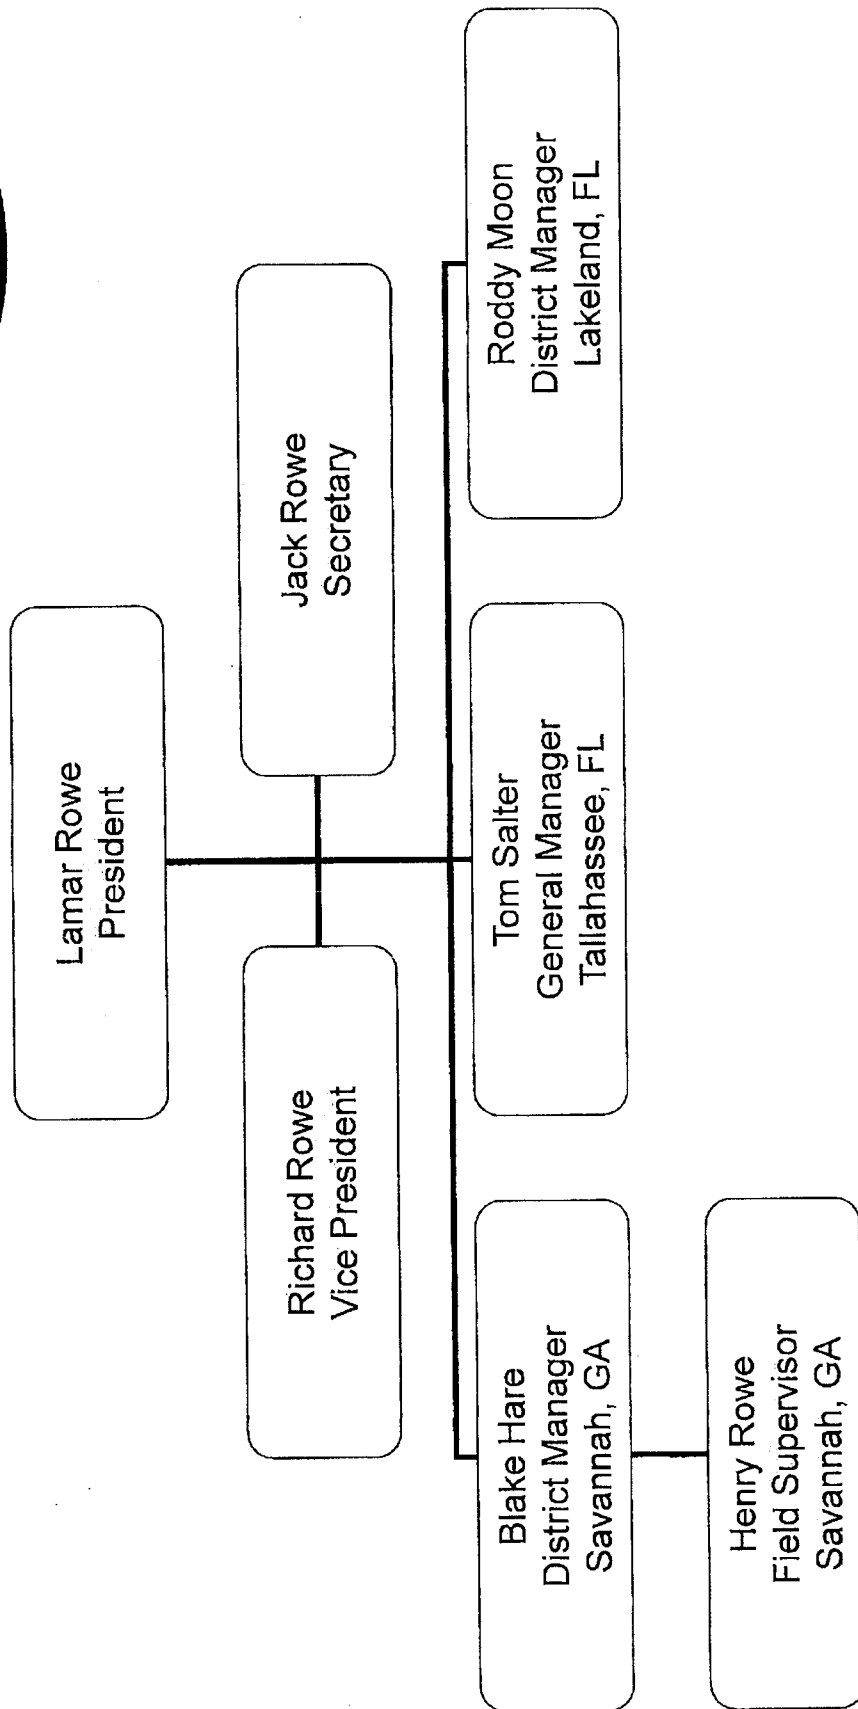 Lamar Rowe
President
Richard Rowe
Vice President
Jack Rowe
Secretary
Blake Hare
District Manager
Savannah, GA
Tom Salter
General Manager
Tallahassee, FL
Roddy Moon
District Manager
Lakeland, FL
Henry Rowe
Field Supervisor
Savannah, GA